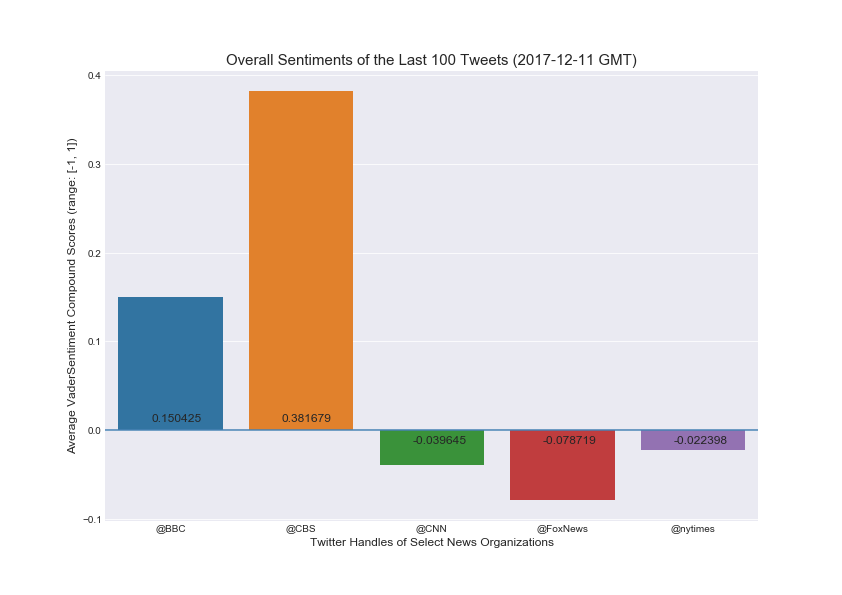 Overall Sentiments of the Last 100 Tweets (2017-12-11 GMT)
Average VaderSentiment Compound Scores (range: [-1, 1])
0.4
0.3
0.2
0.1
0.0
−0.1
0.150425
0.381679
-0.039645
-0.078719
-0.022398
@BBC
@CBS
@CNN
@FoxNews
@nytimes
Twitter Handles of Select News Organizations